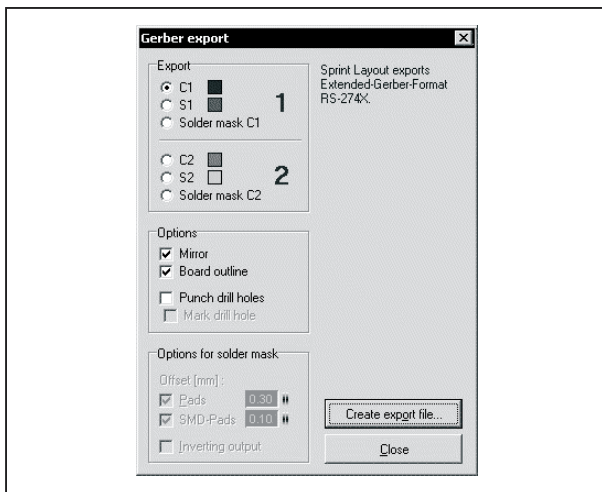 Gerber export
Export
C1
S1
Solder mask C1
1
C2
S2
Solder mask C2
2
Sprint Layout exports
Extended-Gerber-Format
RS-274X.
Options
Mirror
Board outline
Punch drill holes
Mark drill hole
Options for solder mask
Offset [mm] :
Pads 0.30
SMD-Pads 0.10
Inverting output
Create export file...
Close